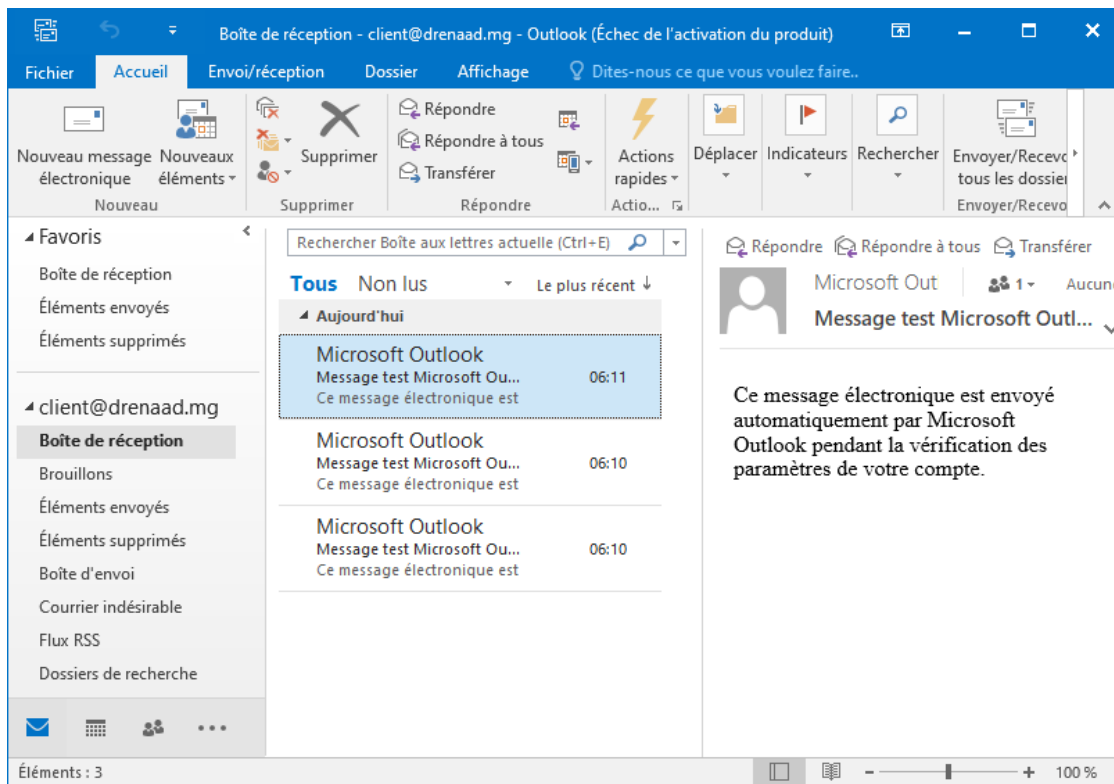 Boîte de réception - client@drenaad.mg - Outlook (Échec de l'activation du produit)
Fichier Accueil Envoi/réception Dossier Affichage Dites-nous ce que vous voulez faire..
Nouveau message électronique
Nouveaux éléments
Nouveau
Supprimer
Supprimer
Répondre
Répondre à tous
Transférer
Répondre
Actions rapides
Actio...
Déplacer
Indicateurs
Rechercher
Envoyer/Recevo
tous les dossier
Envoyer/Recevo
Favoris
Boîte de réception
Éléments envoyés
Éléments supprimés
client@drenaad.mg
Boîte de réception
Brouillons
Éléments envoyés
Éléments supprimés
Boîte d'envoi
Courrier indésirable
Flux RSS
Dossiers de recherche
Éléments : 3
Rechercher Boîte aux lettres actuelle (Ctrl+E)
Tous Non lus Le plus récent ↓
Aujourd'hui
Microsoft Outlook
Message test Microsoft Ou... 06:11
Ce message électronique est
Microsoft Outlook
Message test Microsoft Ou... 06:10
Ce message électronique est
Microsoft Outlook
Message test Microsoft Ou... 06:10
Ce message électronique est
Répondre Répondre à tous Transférer
Microsoft Out 1 Aucun
Message test Microsoft Outl...
Ce message électronique est envoyé
automatiquement par Microsoft
Outlook pendant la vérification des
paramètres de votre compte.
100 %